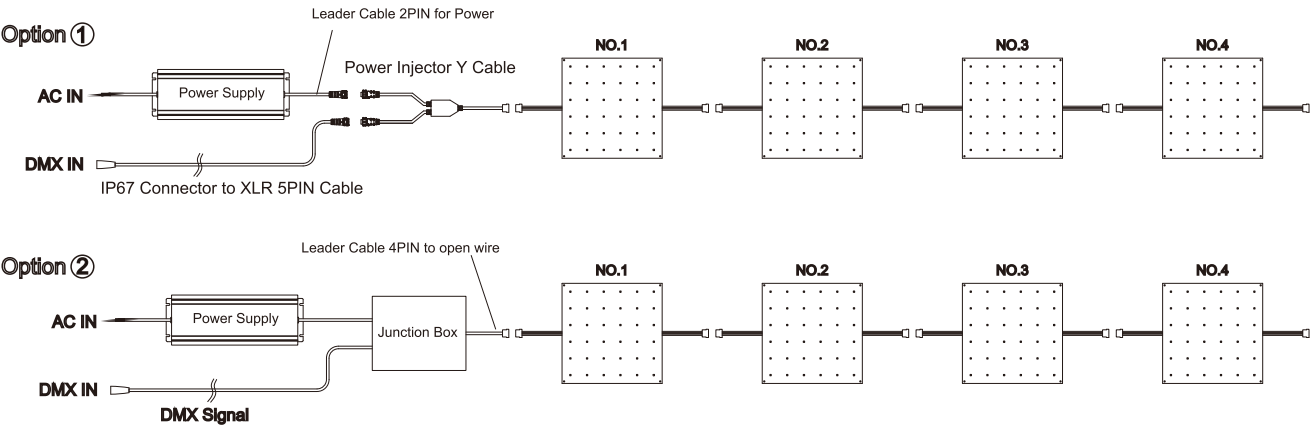 Leader Cable 2PIN for Power
Option ①
NO.1 NO.2 NO.3 NO.4
Power Injector Y Cable
AC IN
Power Supply
DMX IN
IP67 Connector to XLR 5PIN Cable
Leader Cable 4PIN to open wire
Option ②
NO.1 NO.2 NO.3 NO.4
AC IN
Power Supply
Junction Box
DMX IN
DMX Signal